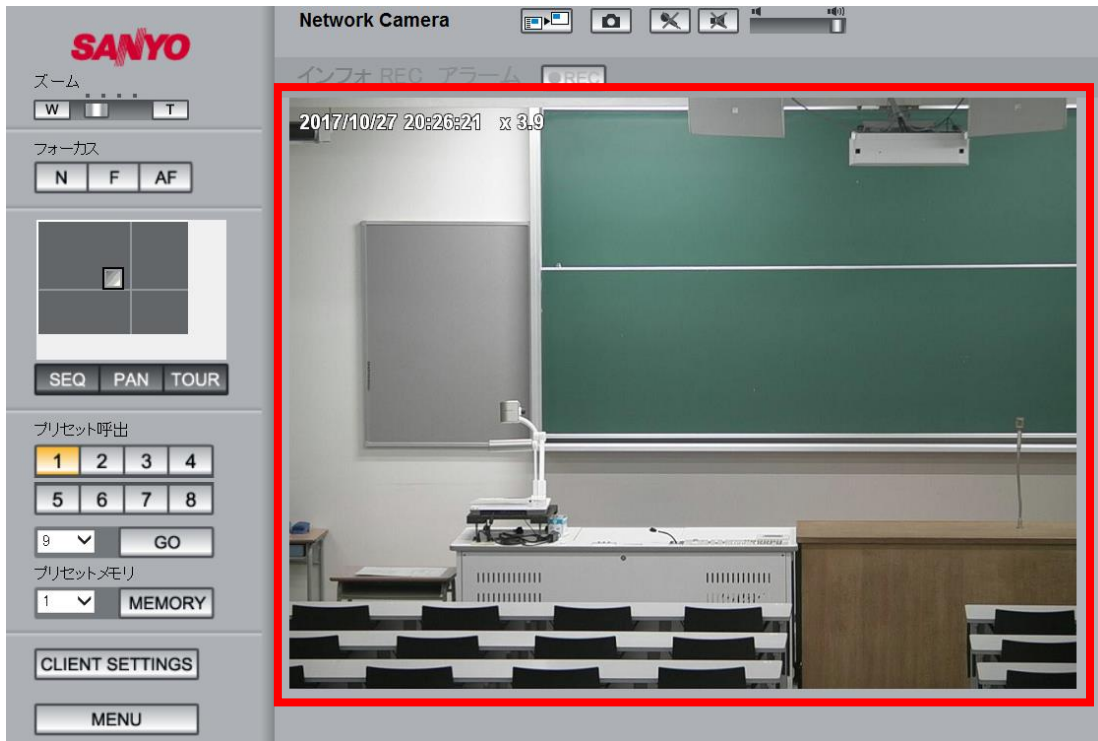 SANYO
Network Camera
ズーム
W T
インフォ REC アラーム ●REC
2017/10/27 20:26:21 x 3.9
フォーカス
N F AF
SEQ PAN TOUR
プリセット呼出
1 2 3 4
5 6 7 8
9 GO
プリセットメモリ
1 MEMORY
CLIENT SETTINGS
MENU